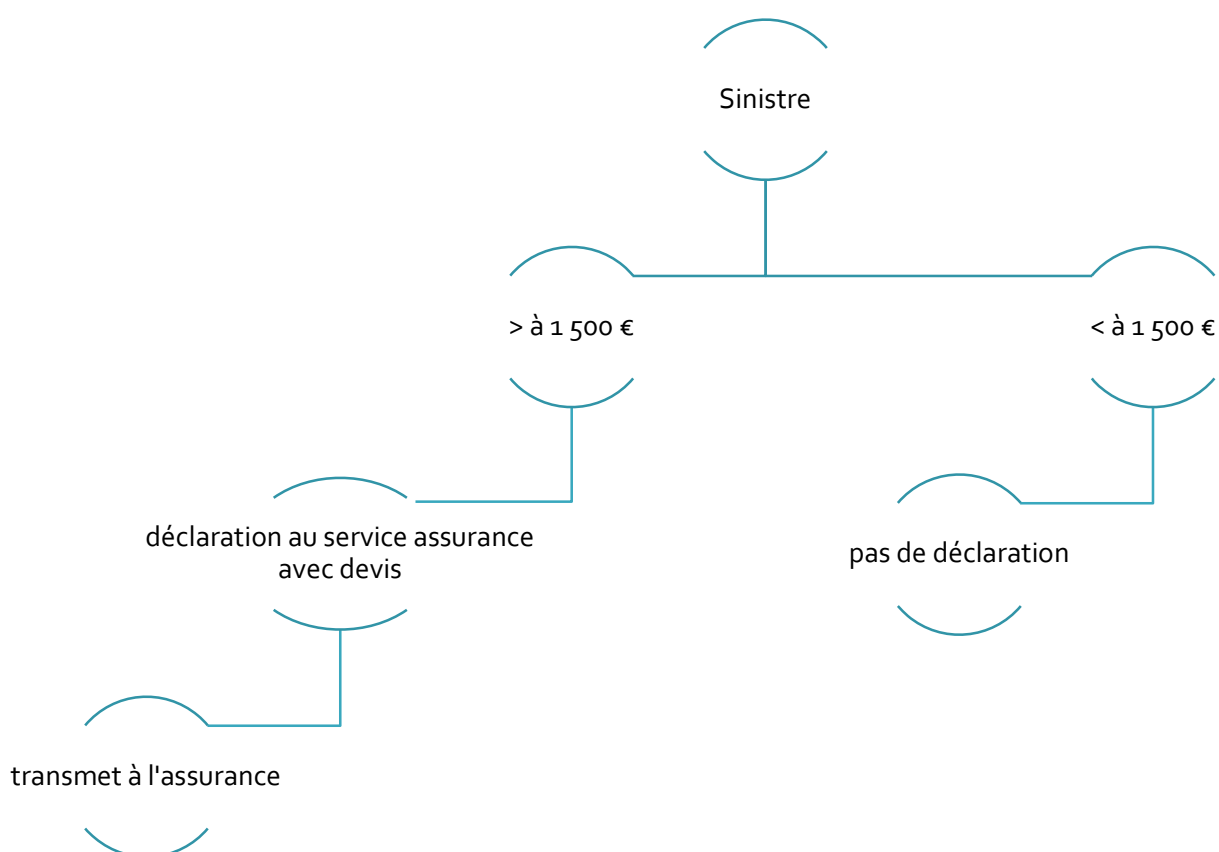 Sinistre
> à 1 500 €
< à 1 500 €
déclaration au service assurance
avec devis
pas de déclaration
transmet à l'assurance